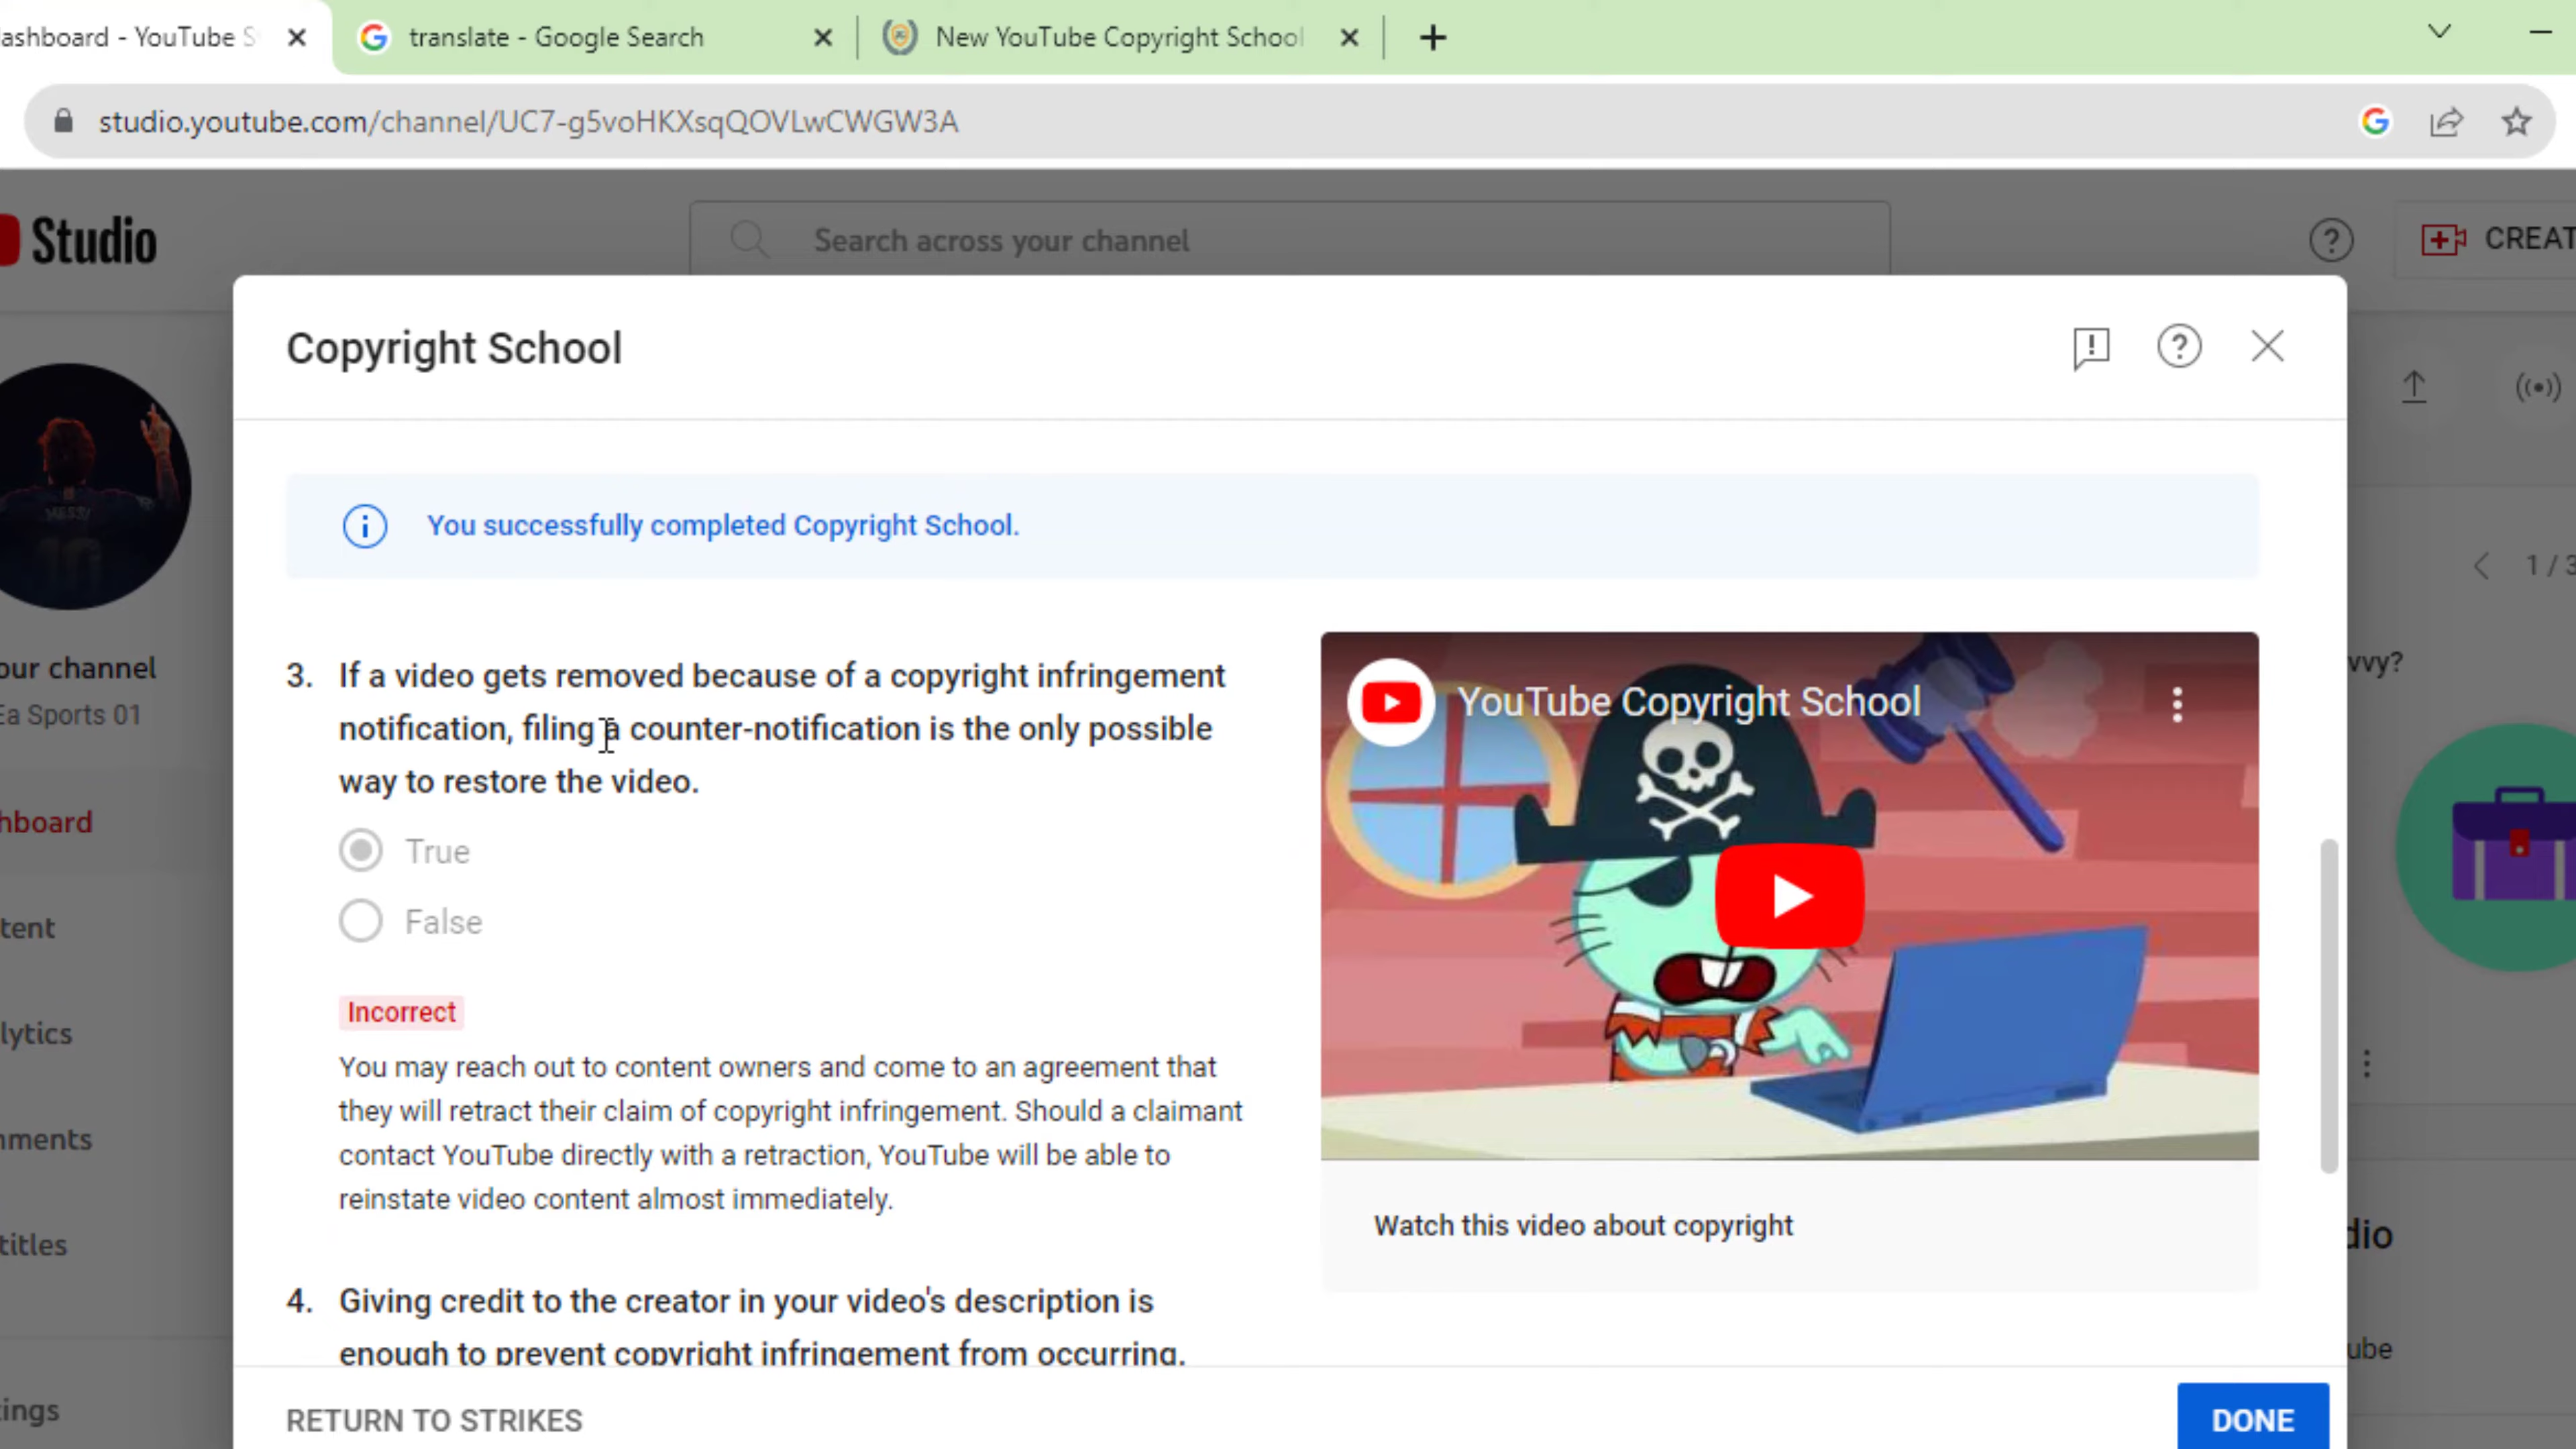 ashboard - YouTube S
translate - Google Search
New YouTube Copyright School
studio.youtube.com/channel/UC7-g5voHKXsqQOVLwCWGW3A
Studio
Search across your channel
CREAT
Copyright School
You successfully completed Copyright School.
1 / 3
MESSI
10
our channel
Ea Sports 01
hboard
tent
lytics
nments
titles
ings
3. If a video gets removed because of a copyright infringement
notification, filing a counter-notification is the only possible
way to restore the video.
True
False
Incorrect
You may reach out to content owners and come to an agreement that
they will retract their claim of copyright infringement. Should a claimant
contact YouTube directly with a retraction, YouTube will be able to
reinstate video content almost immediately.
4. Giving credit to the creator in your video's description is
enough to prevent copyright infringement from occurring.
YouTube Copyright School
Watch this video about copyright
vvy?
dio
ube
RETURN TO STRIKES
DONE